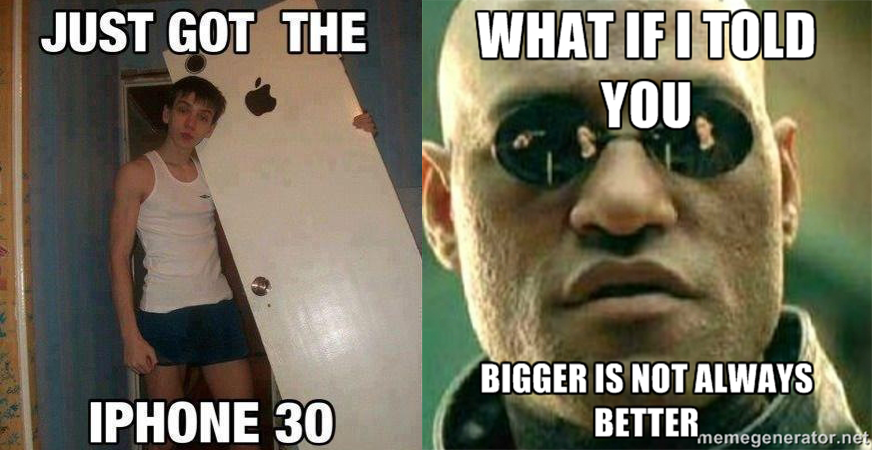 JUST GOT THE
IPHONE 30
WHAT IF I TOLD
YOU
BIGGER IS NOT ALWAYS
BETTER
memegenerator.net